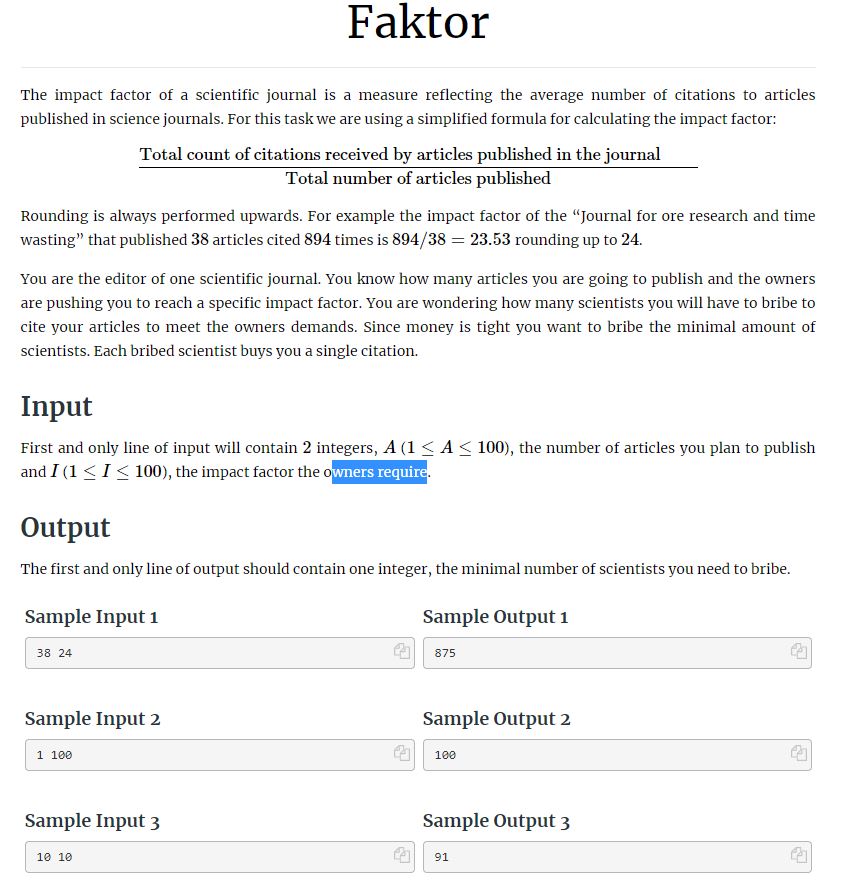 Faktor
The impact factor of a scientific journal is a measure reflecting the average number of citations to articles
published in science journals. For this task we are using a simplified formula for calculating the impact factor:
Total count of citations received by articles published in the journal
Total number of articles published
Rounding is always performed upwards. For example the impact factor of the “Journal for ore research and time
wasting” that published 38 articles cited 894 times is 894/38 = 23.53 rounding up to 24.
You are the editor of one scientific journal. You know how many articles you are going to publish and the owners
are pushing you to reach a specific impact factor. You are wondering how many scientists you will have to bribe to
cite your articles to meet the owners demands. Since money is tight you want to bribe the minimal amount of
scientists. Each bribed scientist buys you a single citation.
Input
First and only line of input will contain 2 integers, A (1 ≤ A ≤ 100), the number of articles you plan to publish
and I (1 ≤ I ≤ 100), the impact factor the owners require.
Output
The first and only line of output should contain one integer, the minimal number of scientists you need to bribe.
Sample Input 1 Sample Output 1
38 24 875
Sample Input 2 Sample Output 2
1 100 100
Sample Input 3 Sample Output 3
10 10 91